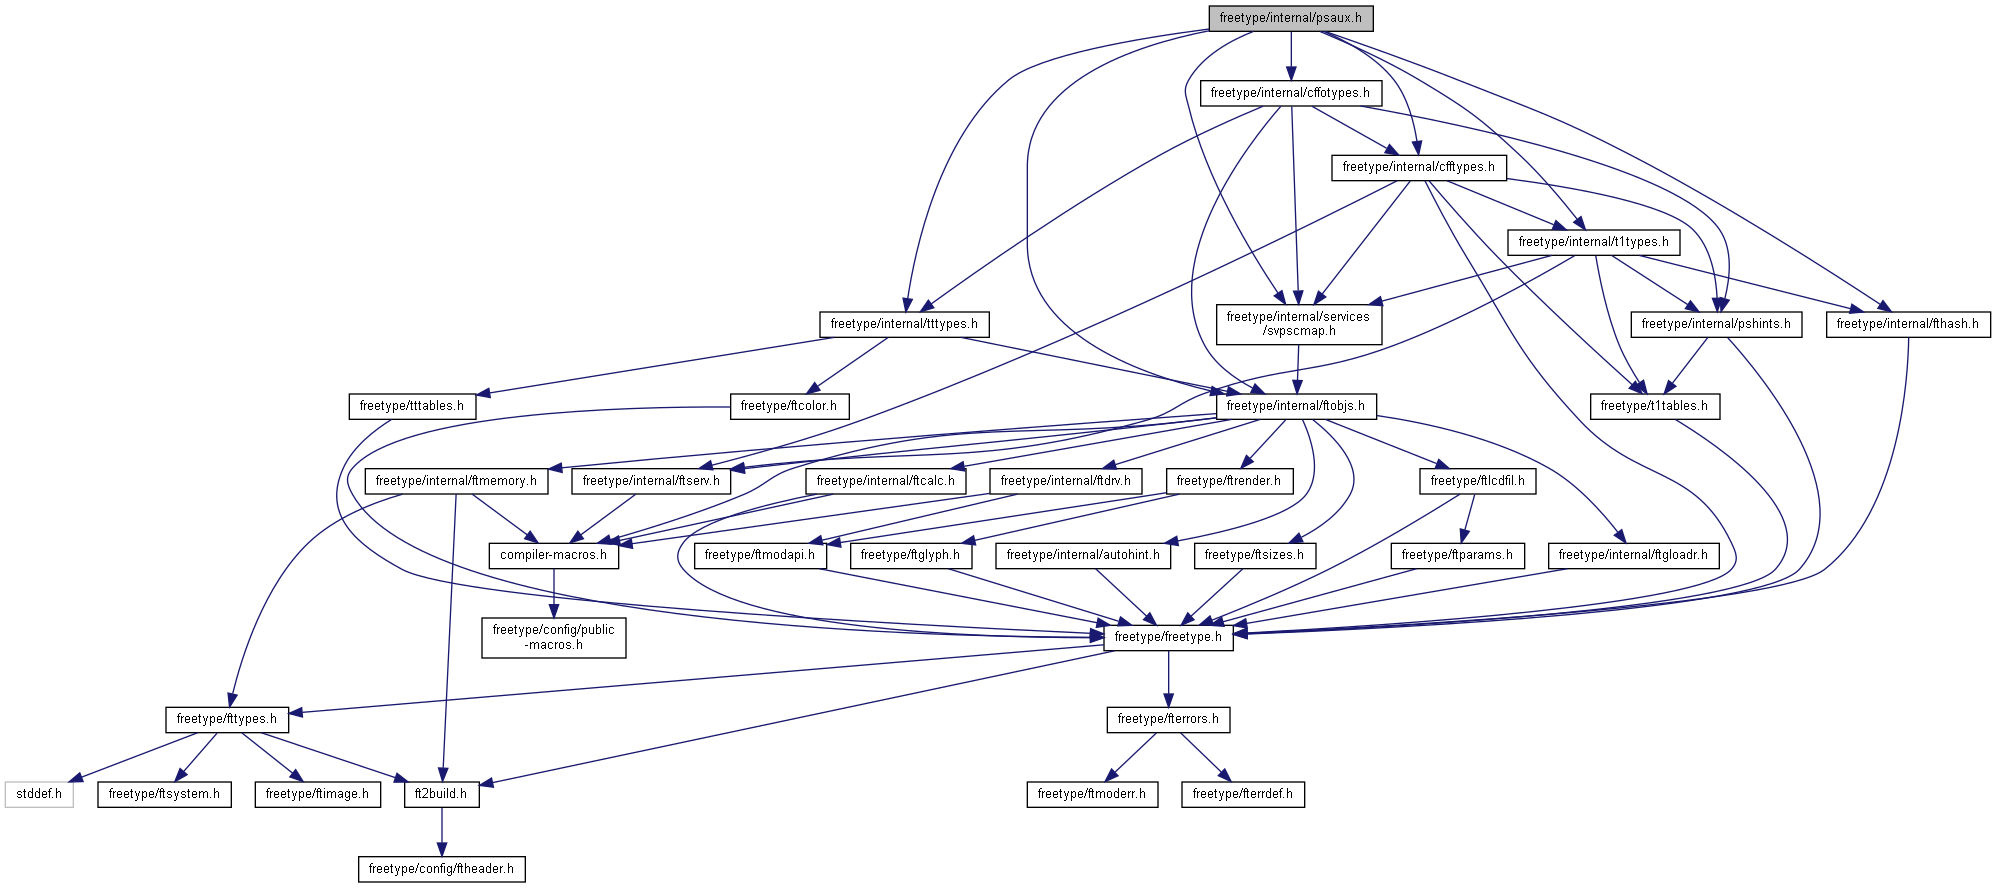 freetype/internal/psaux.h
freetype/internal/cffotypes.h
freetype/internal/cfftypes.h
freetype/internal/t1types.h
freetype/internal/tttypes.h
freetype/internal/services
/svpscmap.h
freetype/internal/pshints.h
freetype/internal/fthash.h
freetype/tttables.h
freetype/ftcolor.h
freetype/internal/ftobjs.h
freetype/t1tables.h
freetype/internal/ftmemory.h
freetype/internal/ftserv.h
freetype/internal/ftcalc.h
freetype/internal/ftdrv.h
freetype/ftrender.h
freetype/ftlcdfil.h
compiler-macros.h
freetype/ftmodapi.h
freetype/ftglyph.h
freetype/internal/autohint.h
freetype/ftsizes.h
freetype/ftparams.h
freetype/internal/ftgloadr.h
freetype/config/public
-macros.h
freetype/freetype.h
freetype/fttypes.h
freetype/fterrors.h
stddef.h
freetype/ftsystem.h
freetype/ftimage.h
ft2build.h
freetype/ftmoderr.h
freetype/fterrdef.h
freetype/config/ftheader.h